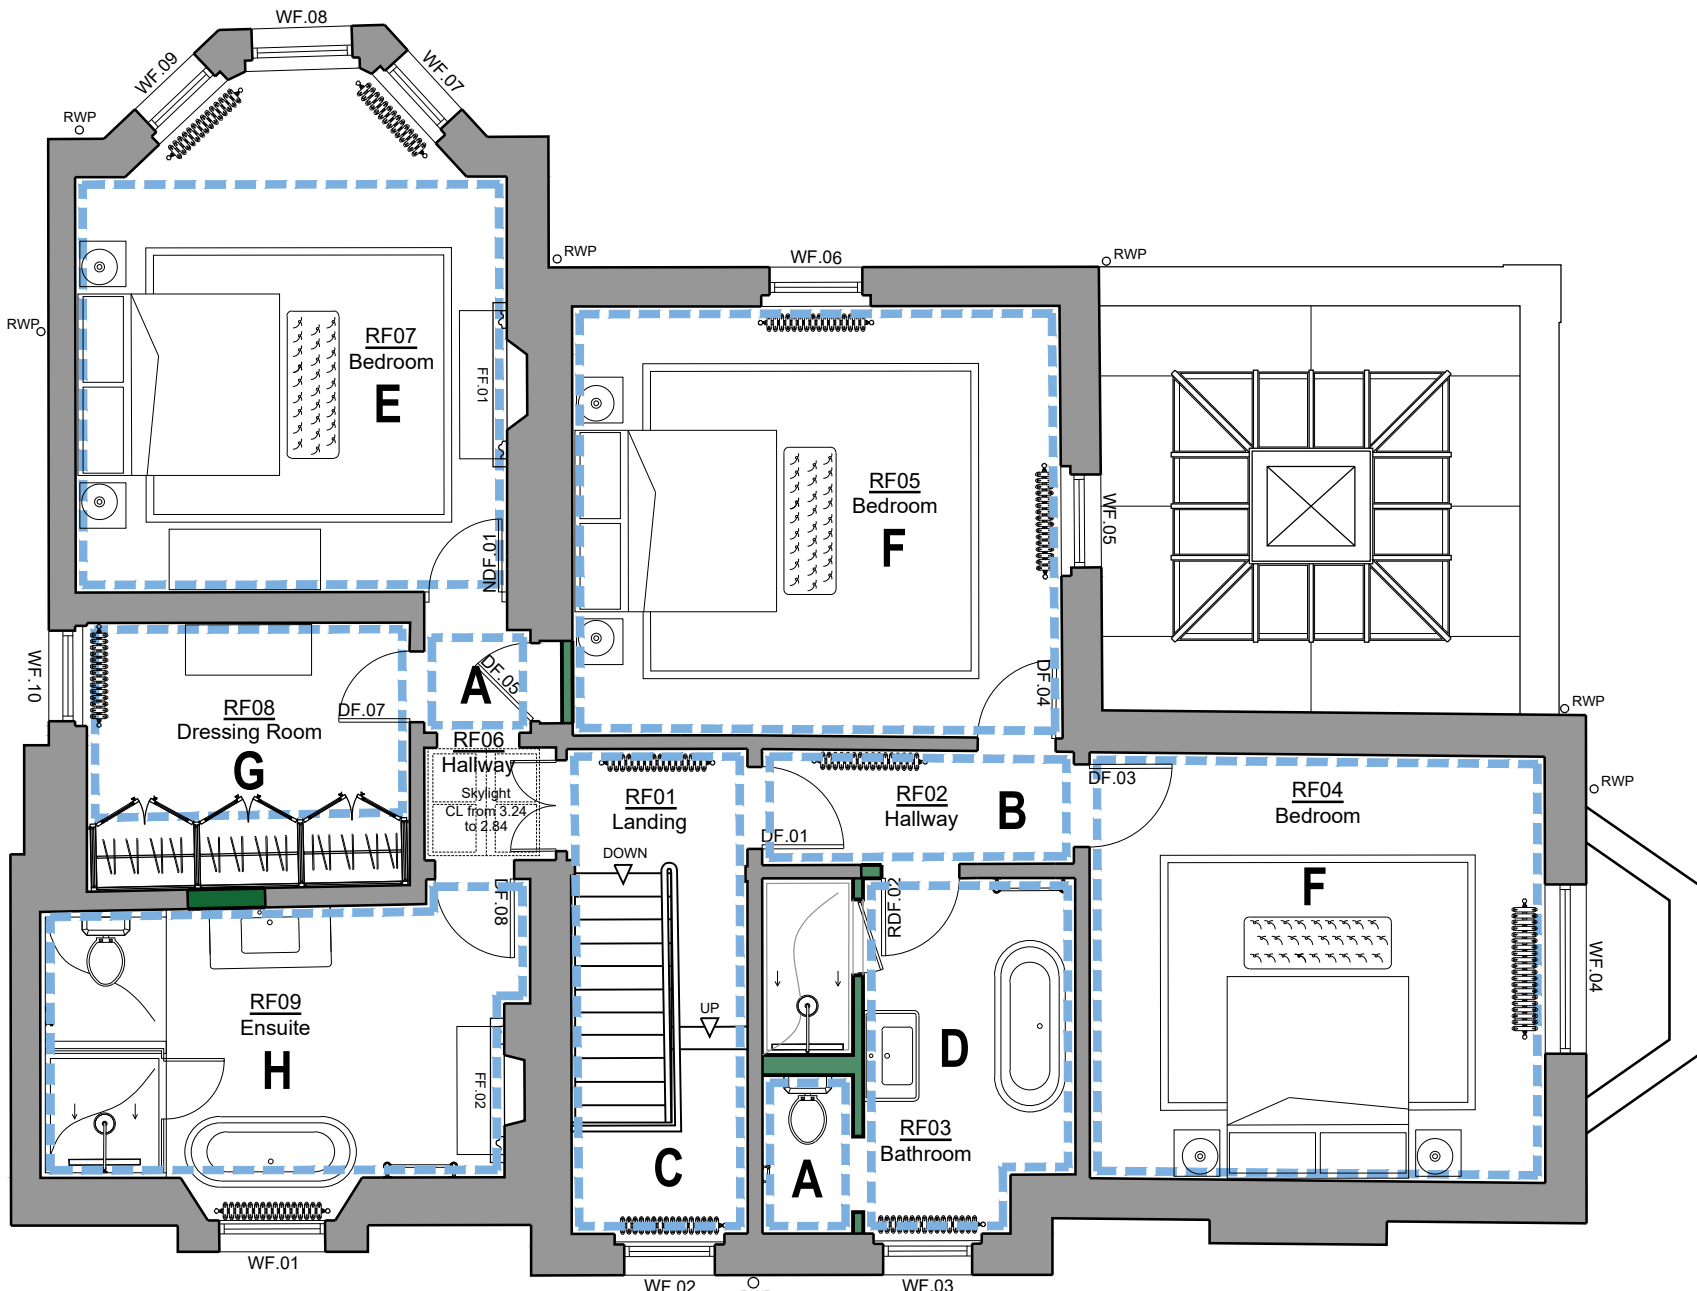 WF.08
WF.09
WF.07
RWP
RWP
RWP
WF.06
RWP
RF07
Bedroom
E
FF.01
RF05
Bedroom
F
WF.05
NDF.01
WF.10
RF08
Dressing Room
G
DF.07
A
DF.05
DF.04
RWP
RF06
Hallway
Skylight
CL from 3.24
to 2.84
RF01
Landing
DOWN
DF.01
RF02
Hallway
B
DF.03
RF04
Bedroom
F
RWP
DF.08
RDF.02
WF.04
RF09
Ensuite
H
UP
D
FF.02
RF03
Bathroom
C
A
WF.01
WF.02
WF.03